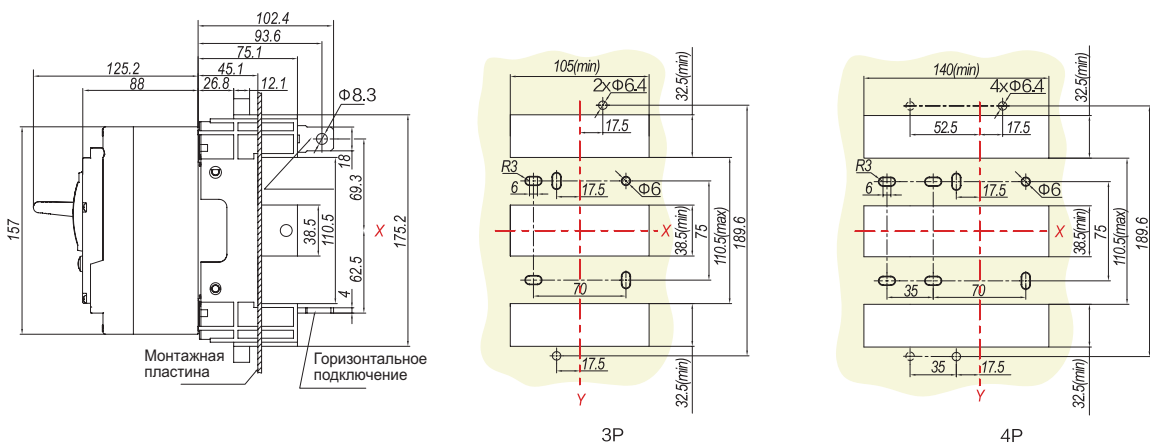 102.4
93.6
75.1
125.2
45.1
88
26.8
12.1
Φ8.3
18
69.3
157
38.5
110.5
X
175.2
62.5
4
Монтажная
пластина
Горизонтальное
подключение
105(min)
32.5(min)
2xΦ6.4
17.5
R3
6
17.5
Φ6
X
38.5(min)
75
110.5(max)
189.6
70
17.5
32.5(min)
Y
3P
140(min)
32.5(min)
4xΦ6.4
52.5
17.5
R3
6
17.5
Φ6
X
38.5(min)
75
110.5(max)
189.6
35
70
35
17.5
32.5(min)
Y
4P